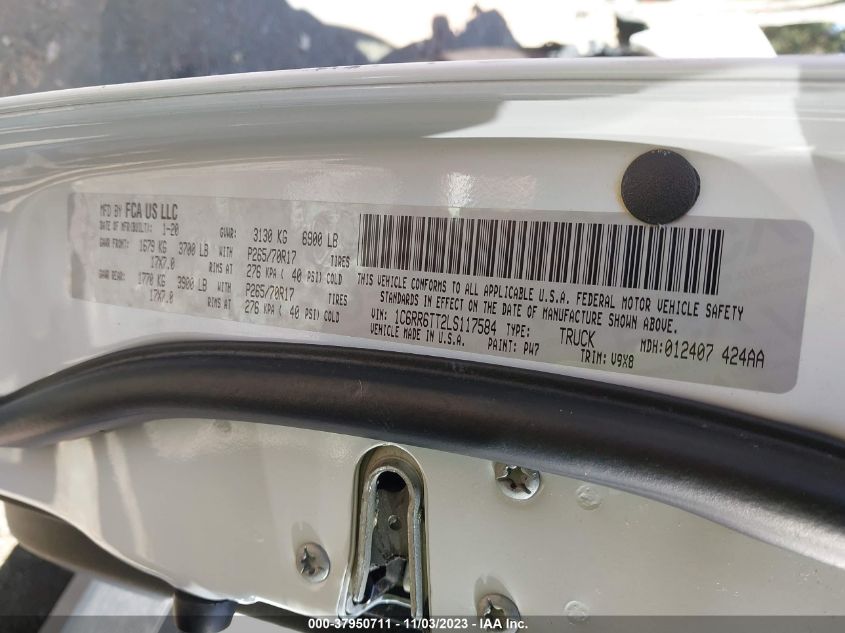 MFD BY FCA US LLC
DATE OF MFR(BUILT): 1-20 GVWR: 3130 KG 6900 LB
GAWR FRONT: 1679 KG 3700 LB WITH P265/70R17 TIRES
17X7.0 RIMS AT 276 KPA ( 40 PSI) COLD
GAWR REAR: 1770 KG 3900 LB WITH P265/70R17 TIRES
17X7.0 RIMS AT 276 KPA ( 40 PSI) COLD
THIS VEHICLE CONFORMS TO ALL APPLICABLE U.S.A. FEDERAL MOTOR VEHICLE SAFETY
STANDARDS IN EFFECT ON THE DATE OF MANUFACTURE SHOWN ABOVE.
VIN: 1C6RR6TT2LS117584 TYPE: TRUCK MDH:012407 424AA
VEHICLE MADE IN U.S.A. PAINT: PW7 TRIM: V9X8
000-37950711 - 11/03/2023 - IAA Inc.